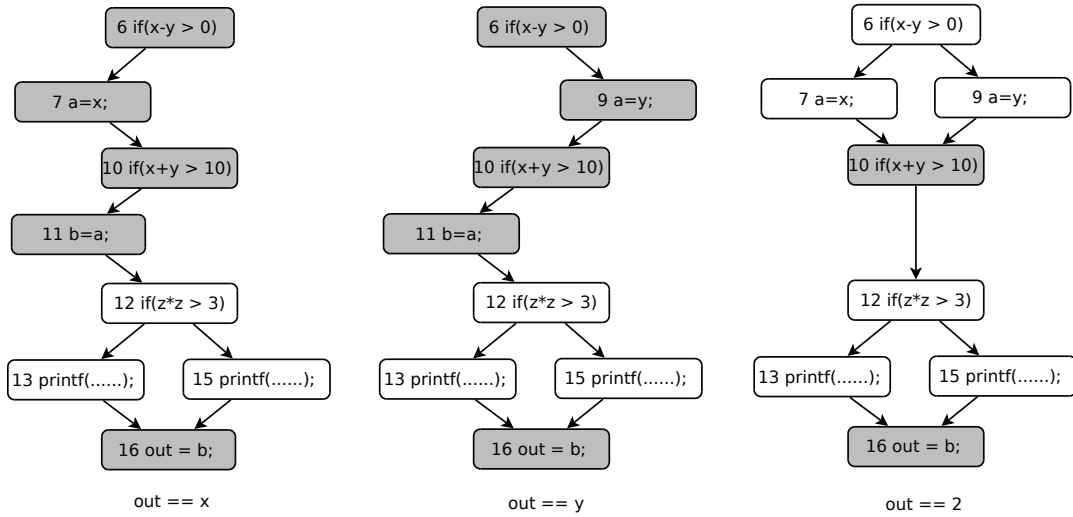 6 if(x-y > 0)
7 a=x;
10 if(x+y > 10)
11 b=a;
12 if(z*z > 3)
13 printf(......);
15 printf(......);
16 out = b;
out == x
6 if(x-y > 0)
9 a=y;
10 if(x+y > 10)
11 b=a;
12 if(z*z > 3)
13 printf(......);
15 printf(......);
16 out = b;
out == y
6 if(x-y > 0)
7 a=x;
9 a=y;
10 if(x+y > 10)
12 if(z*z > 3)
13 printf(......);
15 printf(......);
16 out = b;
out == 2